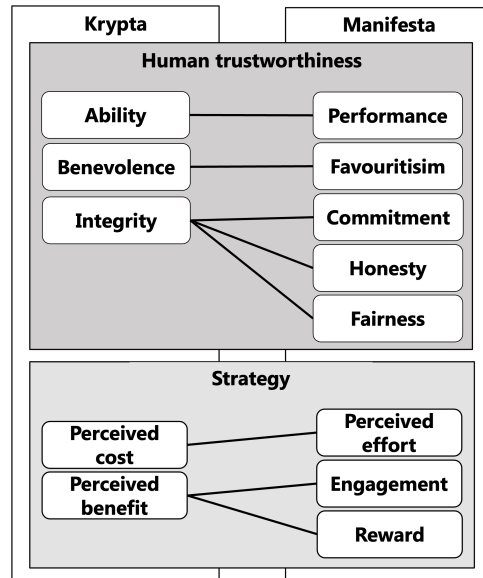 Krypta
Manifesta
Human trustworthiness
Ability
Performance
Benevolence
Favouritisim
Integrity
Commitment
Honesty
Fairness
Strategy
Perceived
cost
Perceived
effort
Perceived
benefit
Engagement
Reward